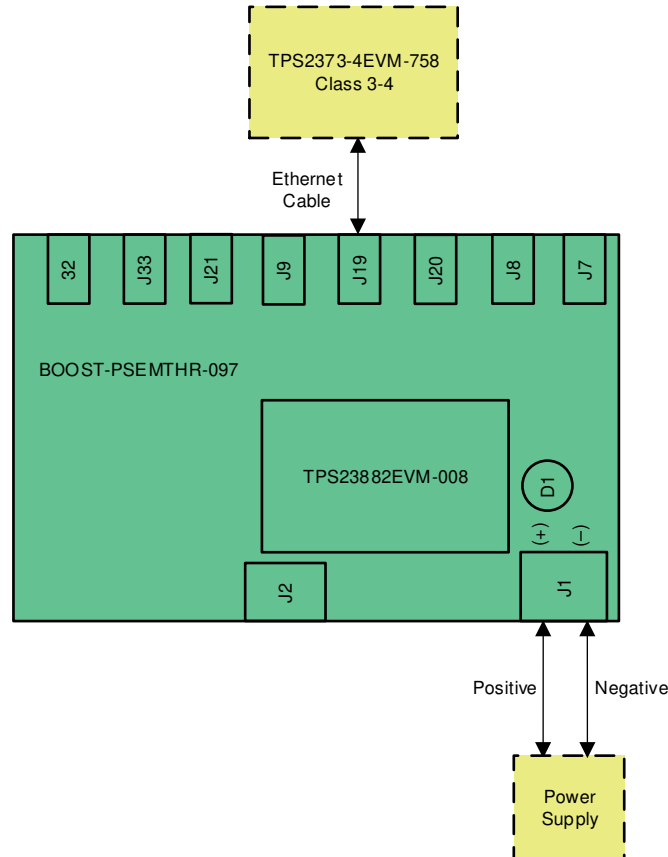 TPS2373-4EVM-758
Class 3-4
Ethernet
Cable
32
J33
J21
J9
J19
J20
J8
J7
BOOST-PSEMTHR-097
TPS23882EVM-008
D1
(+)
(–)
J2
J1
Positive
Negative
Power
Supply